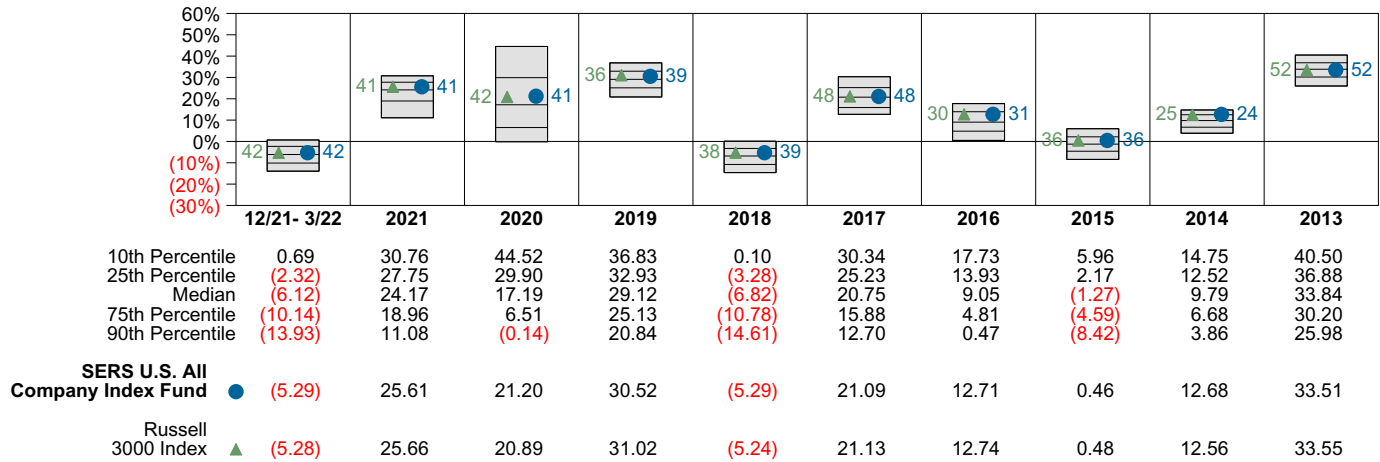 60%
50%
40%
30%
20%
10%
0%
(10%)
(20%)
(30%)
42 42
41 41
42 41
36 39
38 39
48 48
30 31
36 36
25 24
52 52
12/21- 3/22 2021 2020 2019 2018 2017 2016 2015 2014 2013
10th Percentile 0.69 30.76 44.52 36.83 0.10 30.34 17.73 5.96 14.75 40.50
25th Percentile (2.32) 27.75 29.90 32.93 (3.28) 25.23 13.93 2.17 12.52 36.88
Median (6.12) 24.17 17.19 29.12 (6.82) 20.75 9.05 (1.27) 9.79 33.84
75th Percentile (10.14) 18.96 6.51 25.13 (10.78) 15.88 4.81 (4.59) 6.68 30.20
90th Percentile (13.93) 11.08 (0.14) 20.84 (14.61) 12.70 0.47 (8.42) 3.86 25.98
SERS U.S. All
Company Index Fund (5.29) 25.61 21.20 30.52 (5.29) 21.09 12.71 0.46 12.68 33.51
Russell
3000 Index (5.28) 25.66 20.89 31.02 (5.24) 21.13 12.74 0.48 12.56 33.55